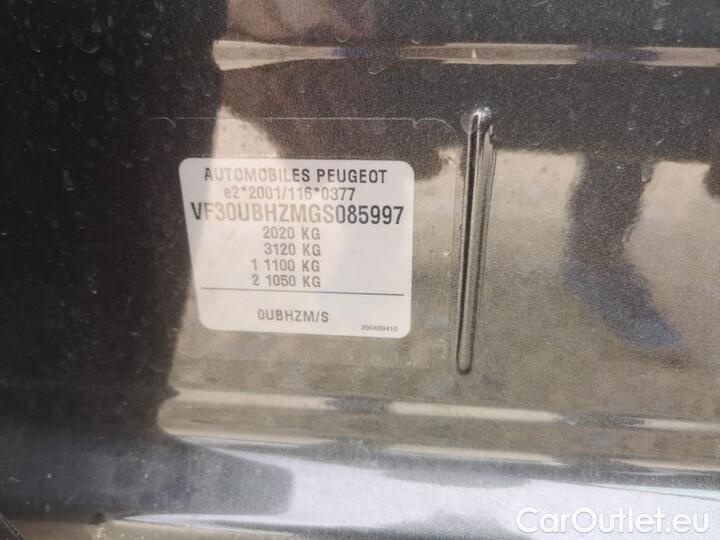 AUTOMOBILES PEUGEOT
e2*2001/116*0377
VF30UBHZMGS085997
2020 KG
3120 KG
1 1100 KG
2 1050 KG
0UBHZM/S
200489410
CarOutlet.eu